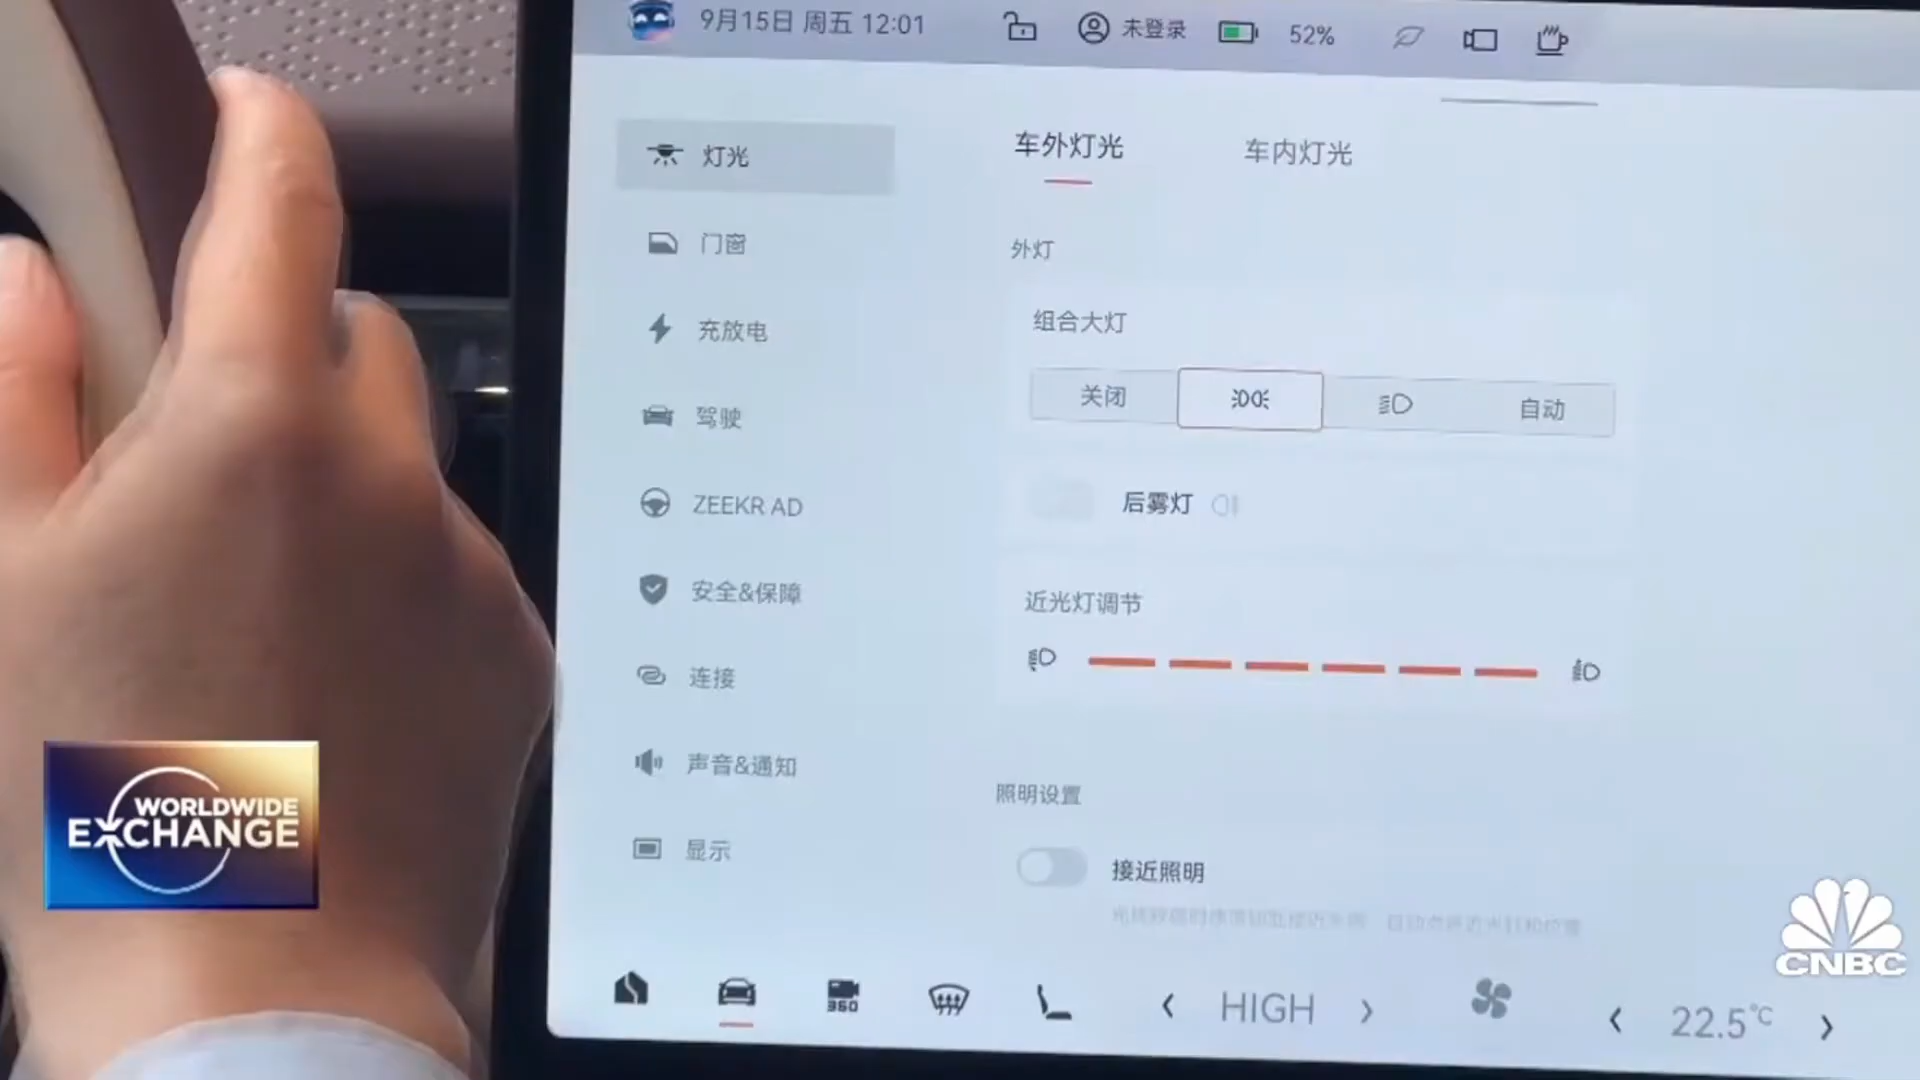 9月15日 周五 12:01
未登录
52%
灯光
门窗
充放电
驾驶
ZEEKR AD
安全&保障
连接
声音&通知
显示
车外灯光
车内灯光
外灯
组合大灯
关闭
自动
后雾灯
近光灯调节
照明设置
接近照明
360
HIGH
22.5℃
WORLDWIDE
EXCHANGE
CNBC